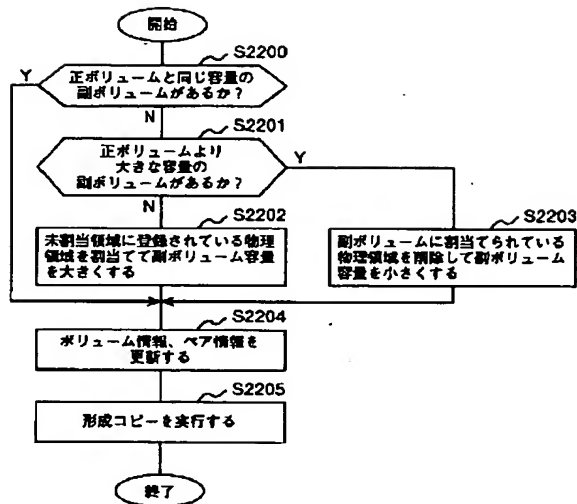 開始
S2200
Y
正ボリュームと同じ容量の
副ボリュームがあるか?
N
S2201
正ボリュームより
大きな容量の
副ボリュームがあるか?
Y
N
S2202
未割当領域に登録されている物理
領域を割当てて副ボリューム容量
を大きくする
S2203
副ボリュームに割当てられている
物理領域を削除して副ボリューム
容量を小さくする
S2204
ボリューム情報、ペア情報を
更新する
S2205
形成コピーを実行する
終了